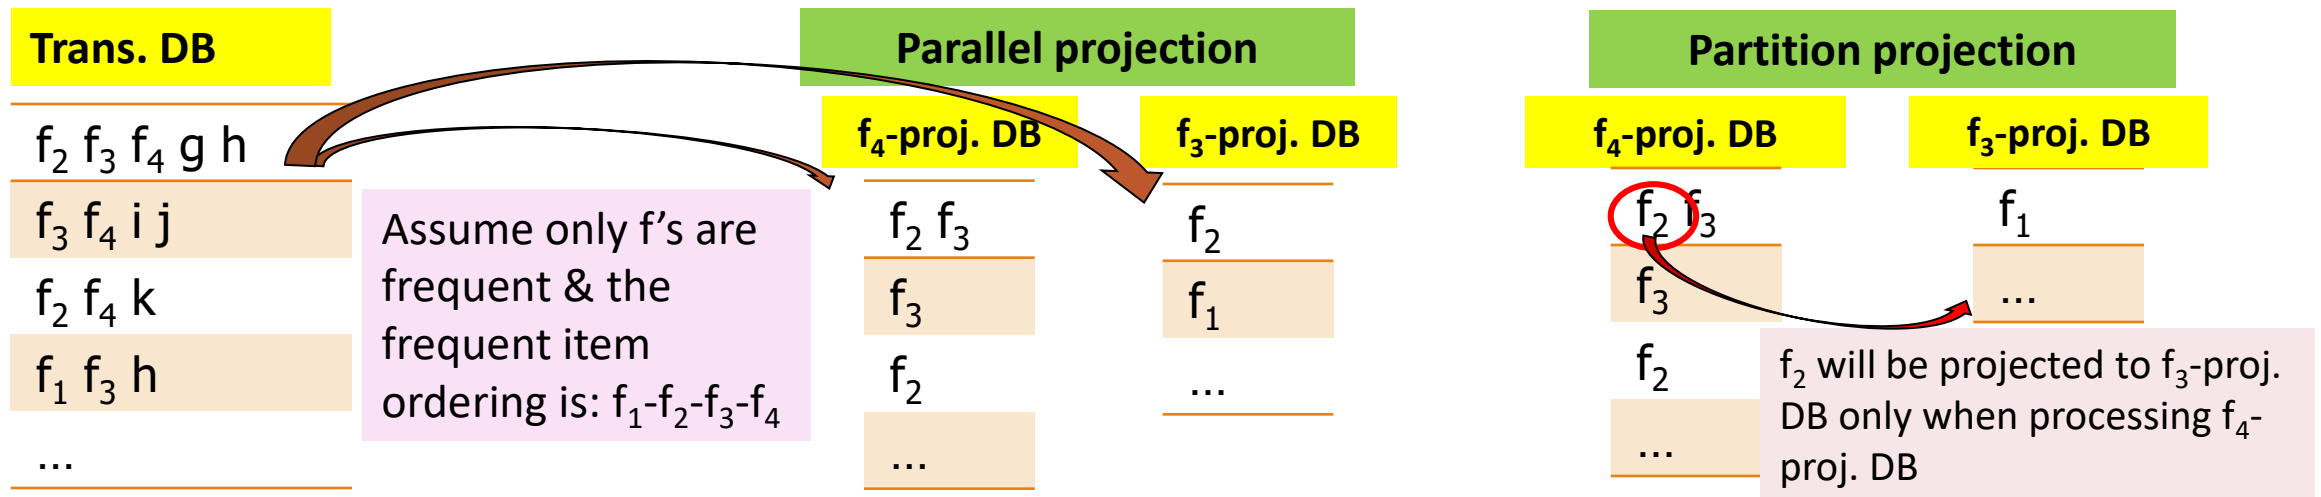 Trans. DB
f₂ f₃ f₄ g h
f₃ f₄ i j
f₂ f₄ k
f₁ f₃ h
...
Assume only f’s are
frequent & the
frequent item
ordering is: f₁-f₂-f₃-f₄
Parallel projection
f₄-proj. DB
f₂ f₃
f₃
f₂
...
f₃-proj. DB
f₂
f₁
...
Partition projection
f₄-proj. DB
f₂ f₃
f₃
f₂
...
f₃-proj. DB
f₁
...
f₂ will be projected to f₃-proj.
DB only when processing f₄-
proj. DB